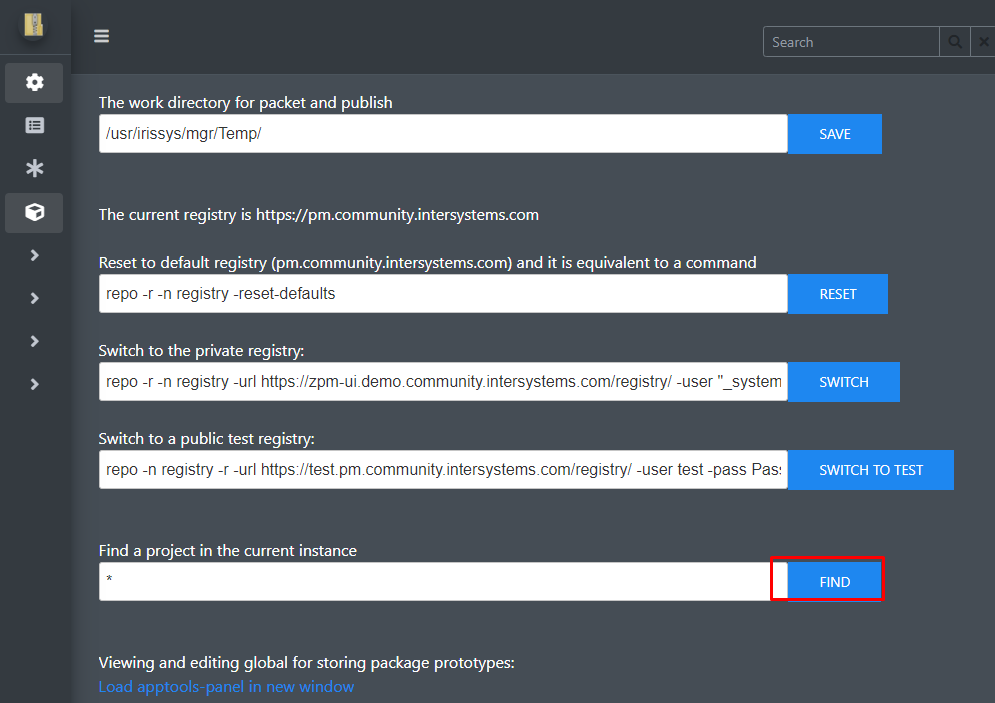 Search
The work directory for packet and publish
/usr/irissys/mgr/Temp/
SAVE
The current registry is https://pm.community.intersystems.com
Reset to default registry (pm.community.intersystems.com) and it is equivalent to a command
repo -r -n registry -reset-defaults
RESET
Switch to the private registry:
repo -r -n registry -url https://zpm-ui.demo.community.intersystems.com/registry/ -user "_system
SWITCH
Switch to a public test registry:
repo -n registry -r -url https://test.pm.community.intersystems.com/registry/ -user test -pass Pas
SWITCH TO TEST
Find a project in the current instance
*
FIND
Viewing and editing global for storing package prototypes:
Load apptools-panel in new window